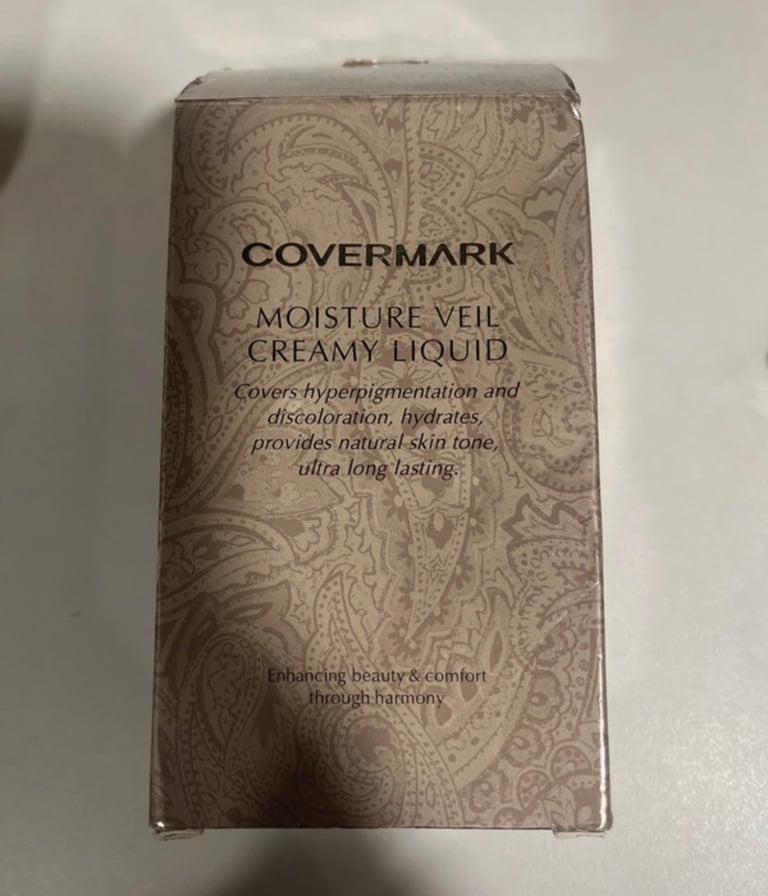 COVERMARK
MOISTURE VEIL
CREAMY LIQUID
Covers hyperpigmentation and
discoloration, hydrates,
provides natural skin tone,
ultra long lasting.
Enhancing beauty & comfort
through harmony